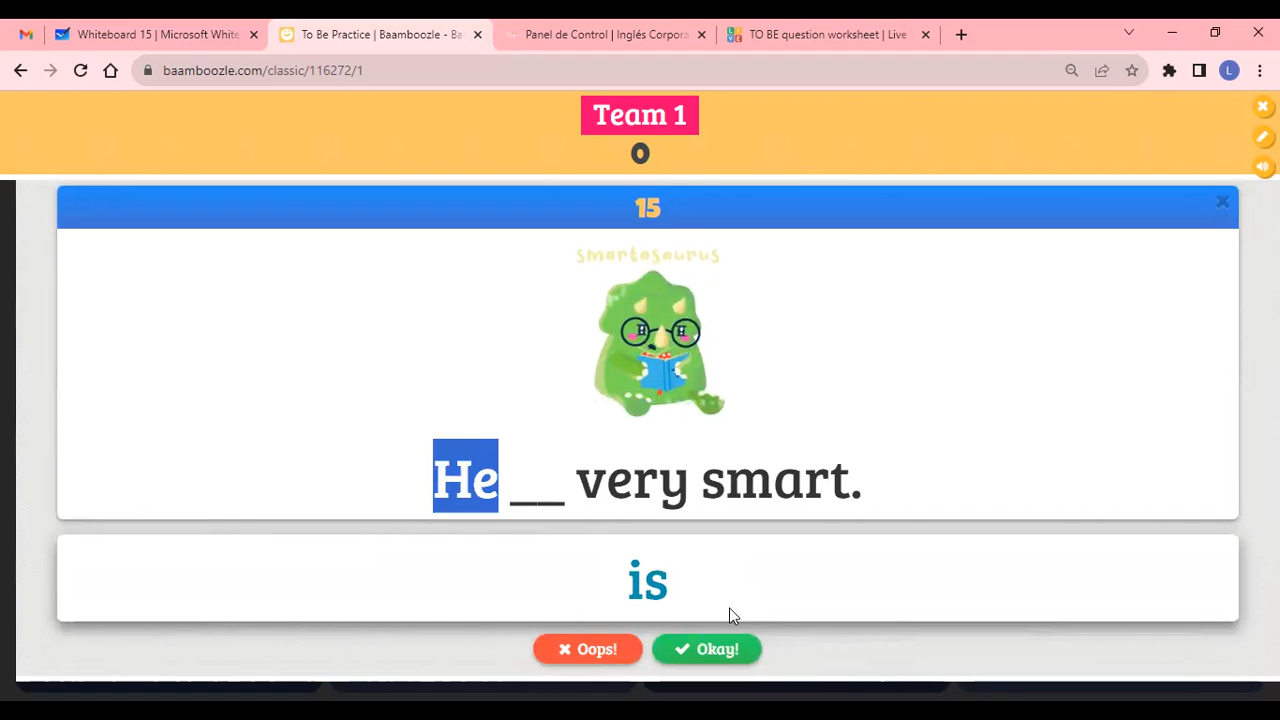 Whiteboard 15 | Microsoft White
To Be Practice | Baamboozle - Ba
Panel de Control | Inglés Corpora
TO BE question worksheet | Live
baamboozle.com/classic/116272/1
L
Team 1
0
15
smartasaurus
He __ very smart.
is
Oops!
Okay!